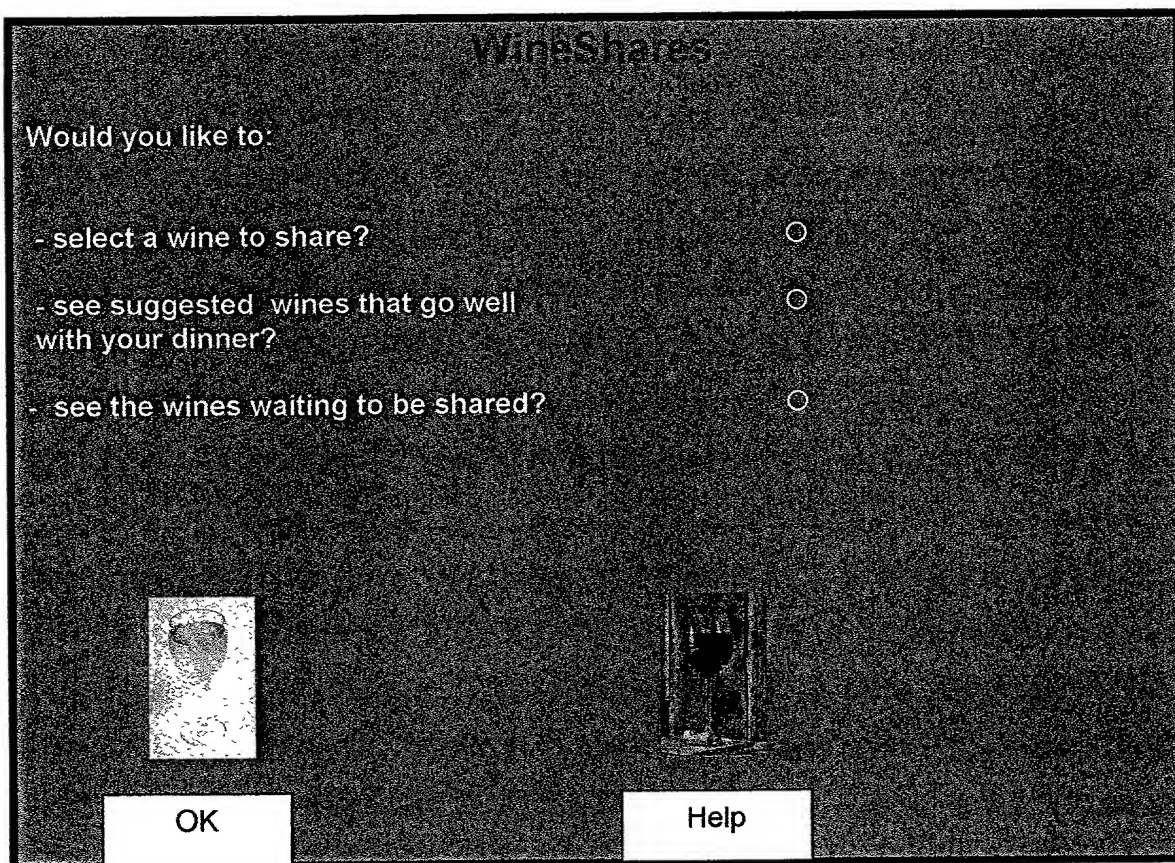 WineShares
Would you like to:
- select a wine to share?
- see suggested wines that go well
with your dinner?
- see the wines waiting to be shared?
OK
Help